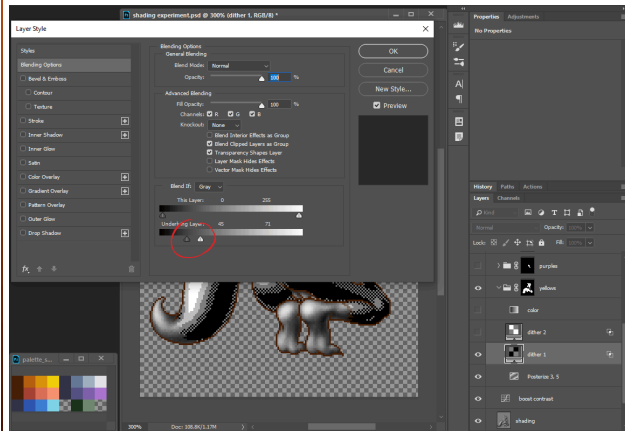 shading experiment.psd @ 300% (dither 1, RGB/8) *
Layer Style
Styles
Blending Options
Bevel & Emboss
Contour
Texture
Stroke
Inner Shadow
Inner Glow
Satin
Color Overlay
Gradient Overlay
Pattern Overlay
Outer Glow
Drop Shadow
fx
Blending Options
General Blending
Blend Mode: Normal
Opacity: 100 %
Advanced Blending
Fill Opacity: 100 %
Channels: R G B
Knockout: None
Blend Interior Effects as Group
Blend Clipped Layers as Group
Transparency Shapes Layer
Layer Mask Hides Effects
Vector Mask Hides Effects
Blend If: Gray
This Layer: 0 255
Underlying Layer: 45 71
OK
Cancel
New Style...
Preview
palette_s...
300% Doc: 108.6K/1.17M
Properties Adjustments
No Properties
History Paths Actions
Layers Channels
Kind
Normal Opacity: 100%
Lock: Fill: 100%
purples
yellows
color
dither 2
dither 1
Posterize 3, 5
boost contrast
shading